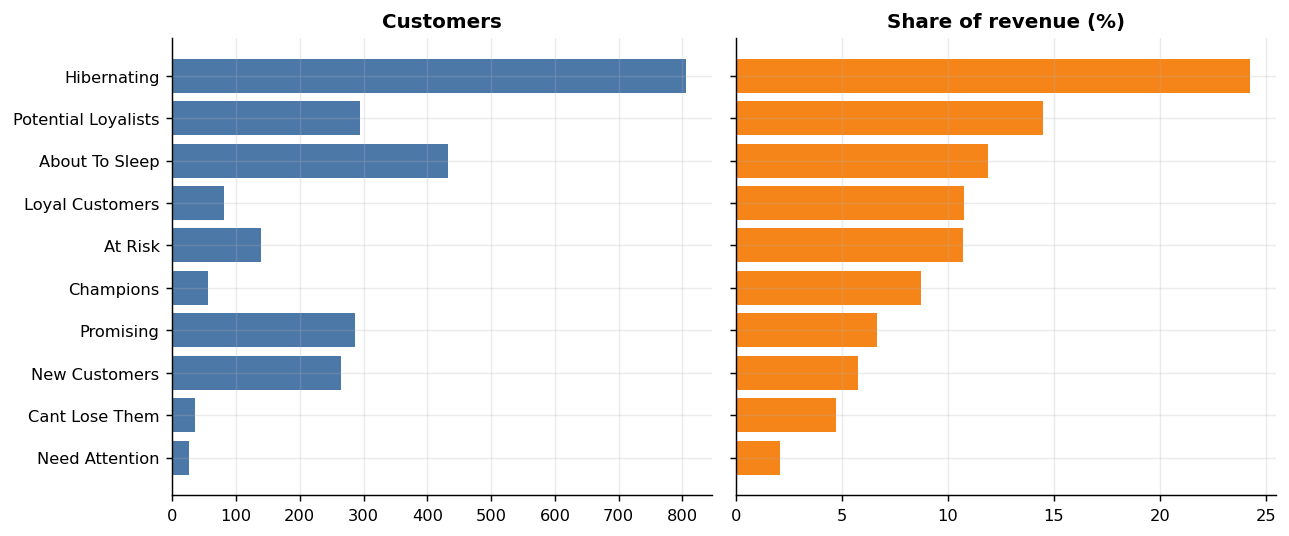 Customers
Share of revenue (%)
Hibernating
Potential Loyalists
About To Sleep
Loyal Customers
At Risk
Champions
Promising
New Customers
Cant Lose Them
Need Attention
0 100 200 300 400 500 600 700 800
0 5 10 15 20 25